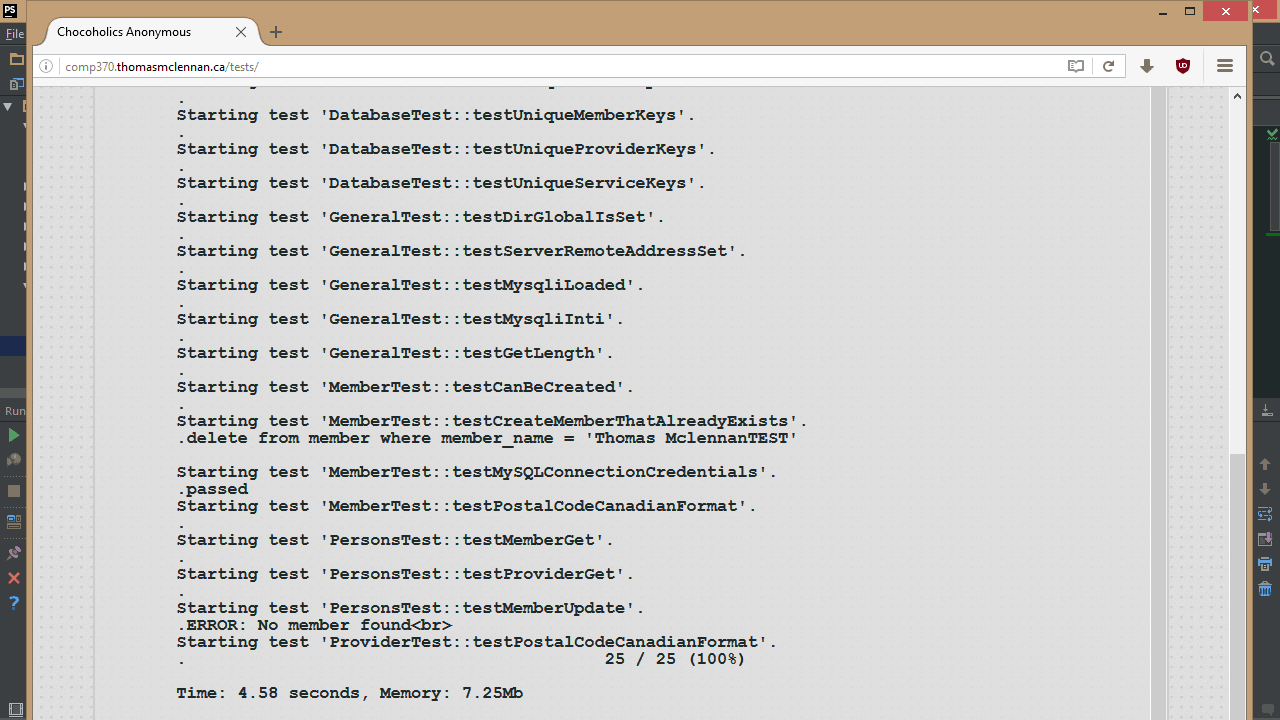 PS
File
Chocoholics Anonymous
comp370.thomasmclennan.ca/tests/
.
Starting test 'DatabaseTest::testUniqueMemberKeys'.
.
Starting test 'DatabaseTest::testUniqueProviderKeys'.
.
Starting test 'DatabaseTest::testUniqueServiceKeys'.
.
Starting test 'GeneralTest::testDirGlobalIsSet'.
.
Starting test 'GeneralTest::testServerRemoteAddressSet'.
.
Starting test 'GeneralTest::testMysqliLoaded'.
.
Starting test 'GeneralTest::testMysqliInti'.
.
Starting test 'GeneralTest::testGetLength'.
.
Starting test 'MemberTest::testCanBeCreated'.
.
Starting test 'MemberTest::testCreateMemberThatAlreadyExists'.
.delete from member where member_name = 'Thomas MclennanTEST'
Starting test 'MemberTest::testMySQLConnectionCredentials'.
.passed
Starting test 'MemberTest::testPostalCodeCanadianFormat'.
.
Starting test 'PersonsTest::testMemberGet'.
.
Starting test 'PersonsTest::testProviderGet'.
.
Starting test 'PersonsTest::testMemberUpdate'.
.ERROR: No member found<br>
Starting test 'ProviderTest::testPostalCodeCanadianFormat'.
. 25 / 25 (100%)
Time: 4.58 seconds, Memory: 7.25Mb
Run